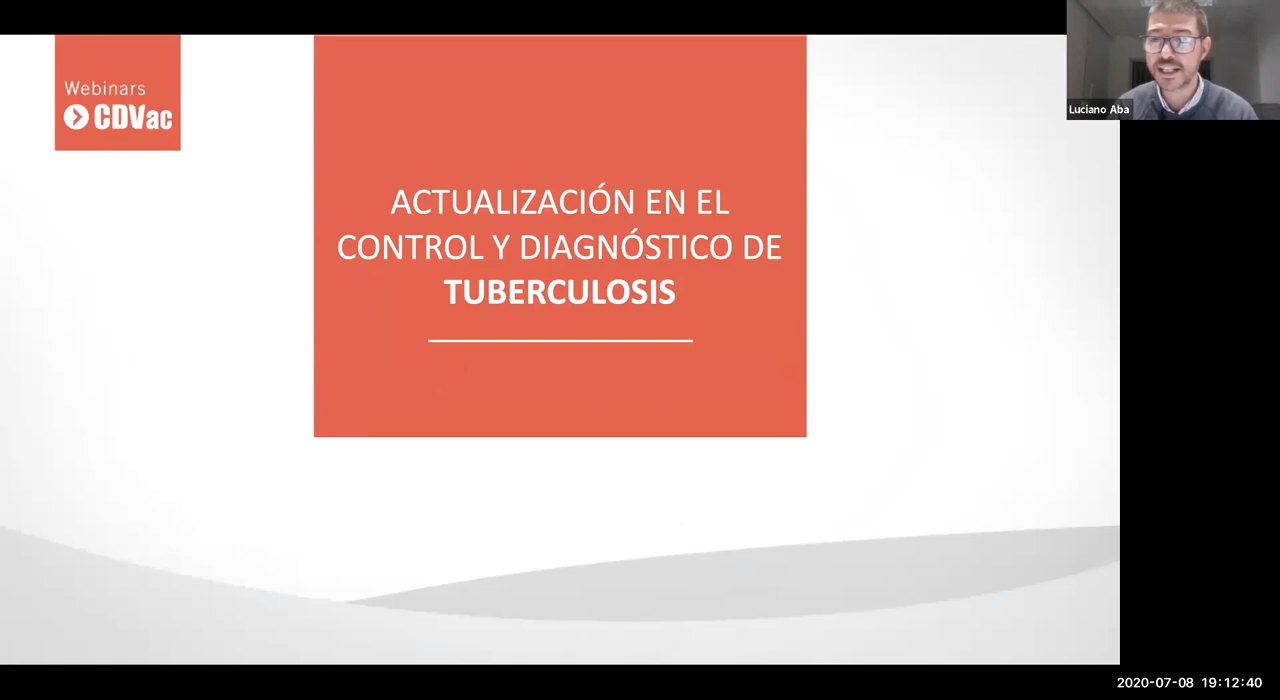 Webinars
CDVac
ACTUALIZACIÓN EN EL
CONTROL Y DIAGNÓSTICO DE
TUBERCULOSIS
Luciano Aba
2020-07-08 19:12:40